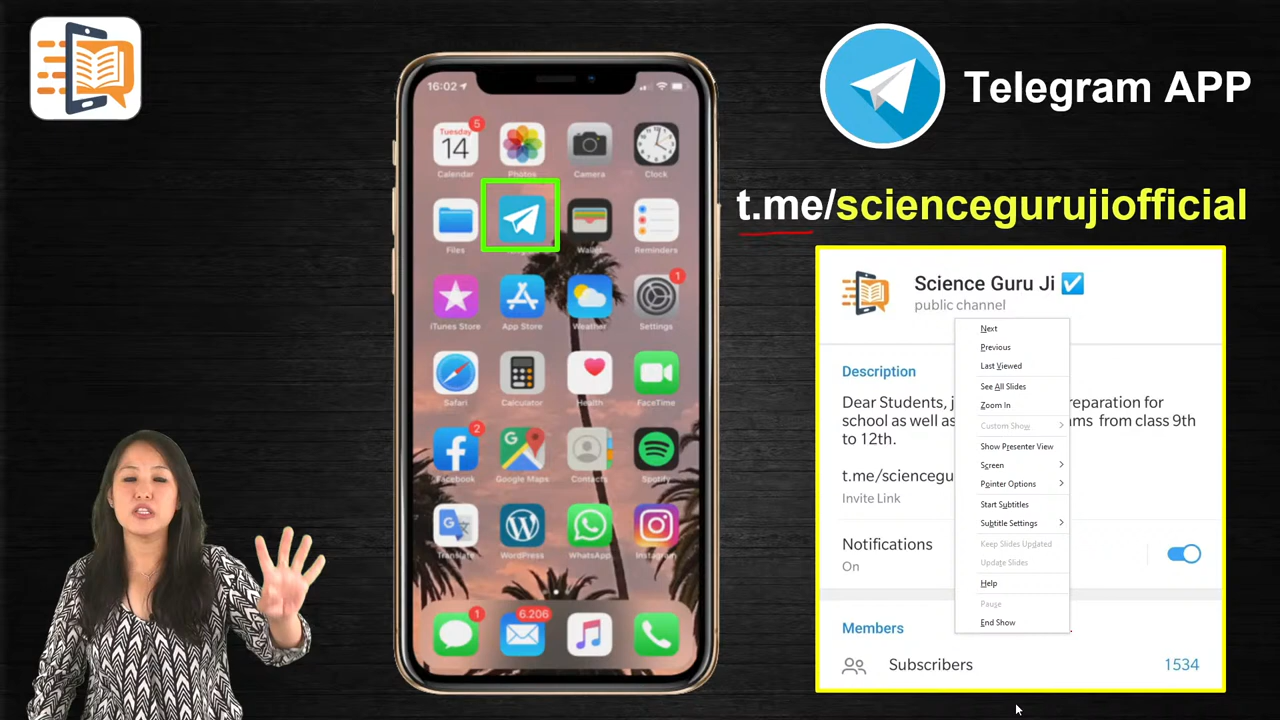 Telegram APP
t.me/sciencegurujiofficial
16:02
5
Tuesday
14
Calendar
Photos
Camera
Clock
Files
Wallet
Reminders
1
iTunes Store
App Store
Weather
Settings
Safari
Calculator
Health
FaceTime
2
Facebook
Google Maps
Contacts
Spotify
Translate
WordPress
WhatsApp
Instagram
1
6.206
Science Guru Ji
public channel
Description
Dear Students, j
reparation for
school as well as
ams from class 9th
to 12th.
t.me/sciencegu
Invite Link
Notifications
On
Members
Subscribers
1534
Next
Previous
Last Viewed
See All Slides
Zoom In
Custom Show
Show Presenter View
Screen
Pointer Options
Start Subtitles
Subtitle Settings
Keep Slides Updated
Update Slides
Help
Pause
End Show